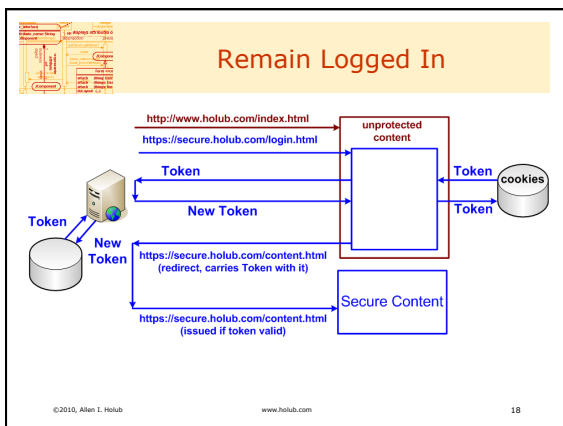 Remain Logged In
http://www.holub.com/index.html
unprotected
content
https://secure.holub.com/login.html
Token
Token
cookies
New Token
Token
Token
New
Token
https://secure.holub.com/content.html
(redirect, carries Token with it)
Secure Content
https://secure.holub.com/content.html
(issued if token valid)
©2010, Allen I. Holub
www.holub.com
18